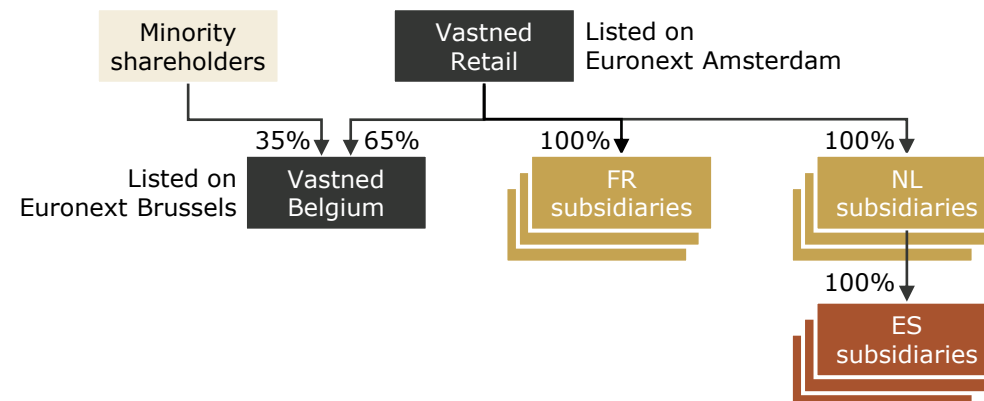 Minority
shareholders
Vastned
Retail
Listed on
Euronext Amsterdam
35%
65%
100%
100%
Listed on
Euronext Brussels
Vastned
Belgium
FR
subsidiaries
NL
subsidiaries
100%
ES
subsidiaries